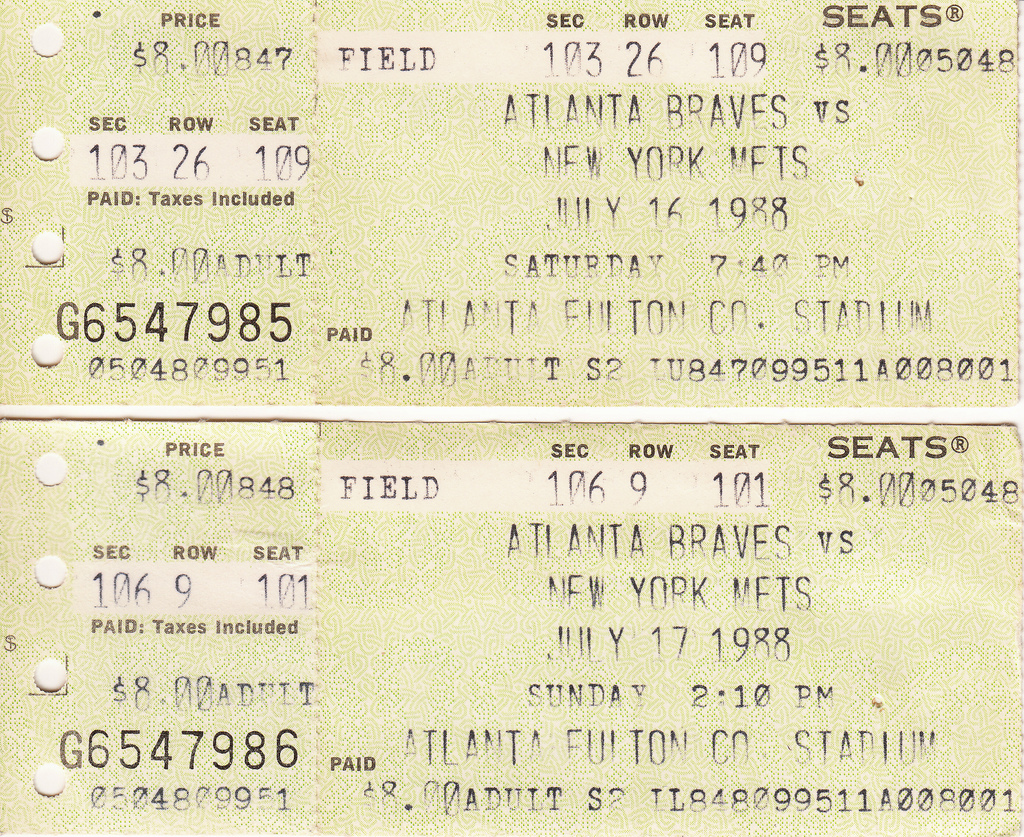 PRICE SEC ROW SEAT SEATS®
$8.00847 FIELD 103 26 109 $8.0005048
ATLANTA BRAVES VS
SEC ROW SEAT
103 26 109 NEW YORK METS
PAID: Taxes Included
JULY 16 1988
$
$8.00ADULT SATURDAY 7:40 PM
G6547985 PAID ATLANTA FULTON CO. STADIUM
0504809951 $8.00ADULT S2 IU847099511A008001
PRICE SEC ROW SEAT SEATS®
$8.00848 FIELD 106 9 101 $8.0005048
ATLANTA BRAVES VS
SEC ROW SEAT
106 9 101 NEW YORK METS
PAID: Taxes Included
JULY 17 1988
$
$8.00ADULT SUNDAY 2:10 PM
G6547986 PAID ATLANTA FULTON CO STADIUM
0504809951 $8.00ADULT S2 IL848099511A008001